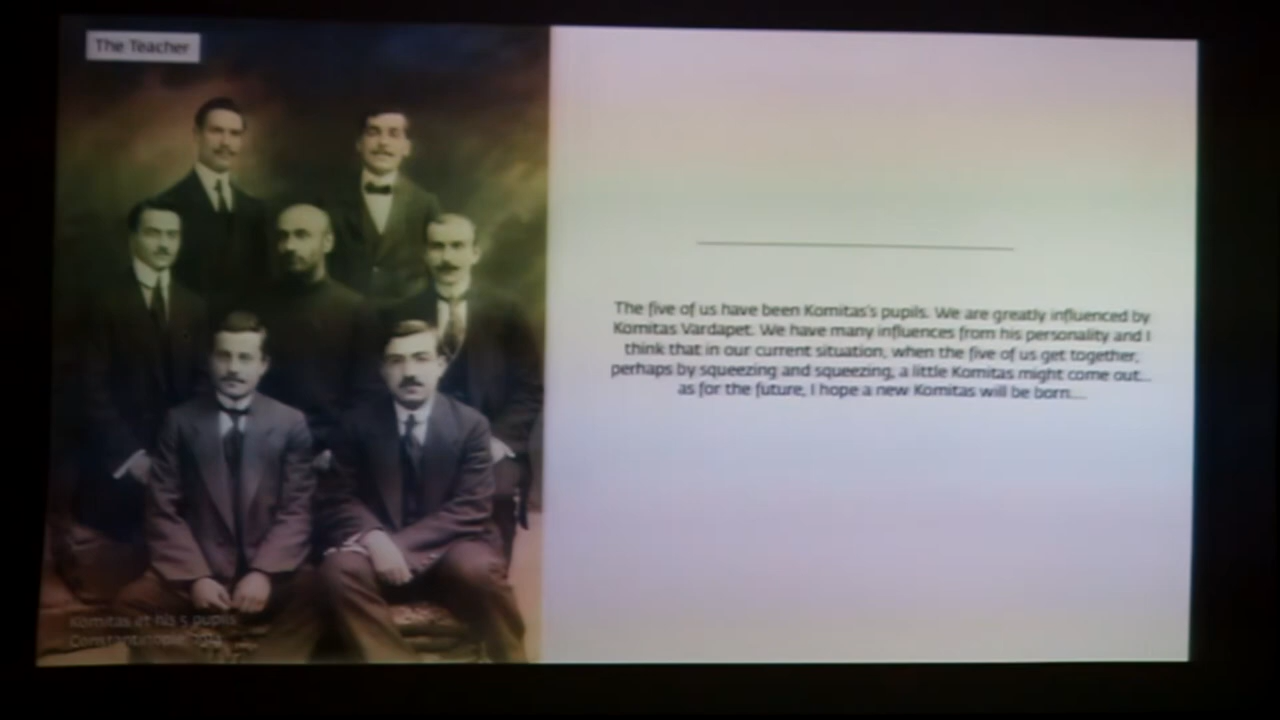 The Teacher
The five of us have been Komitas's pupils. We are greatly influenced by
Komitas Vardapet. We have many influences from his personality and I
think that in our current situation, when the five of us get together,
perhaps by squeezing and squeezing, a little Komitas might come out...
as for the future, I hope a new Komitas will be born....
Komitas his 5 pupils